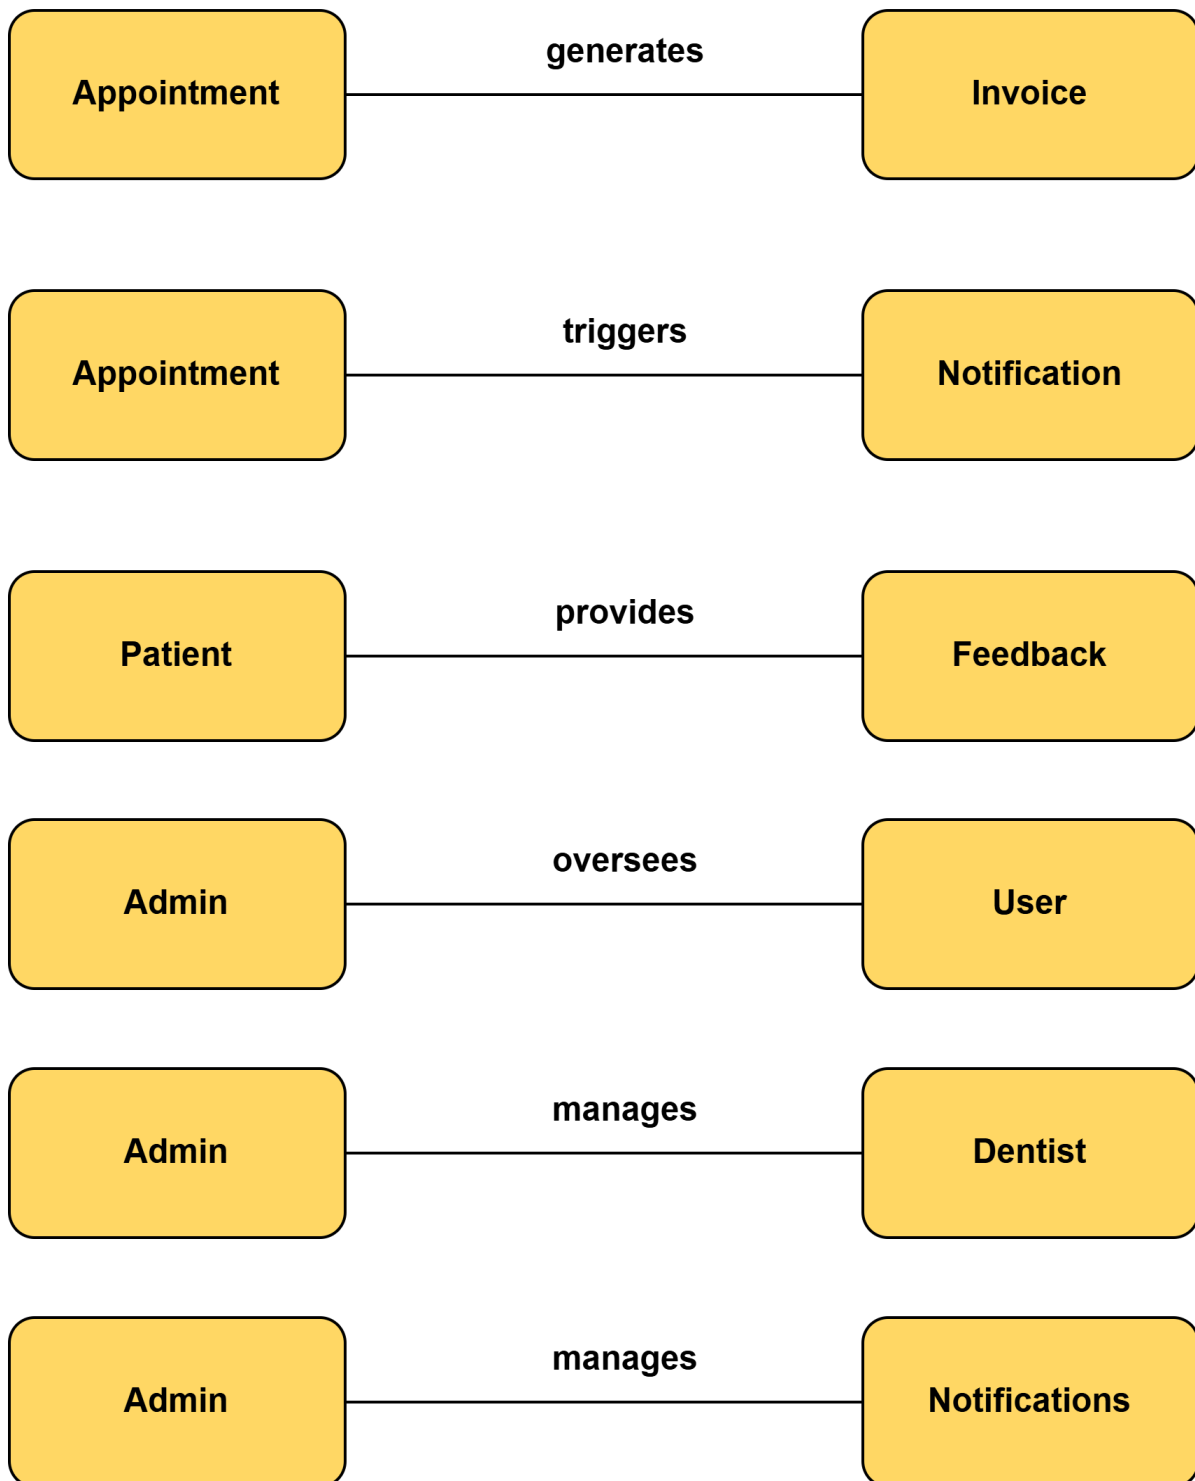 generates
Appointment
Invoice
triggers
Appointment
Notification
provides
Patient
Feedback
oversees
Admin
User
manages
Admin
Dentist
manages
Admin
Notifications